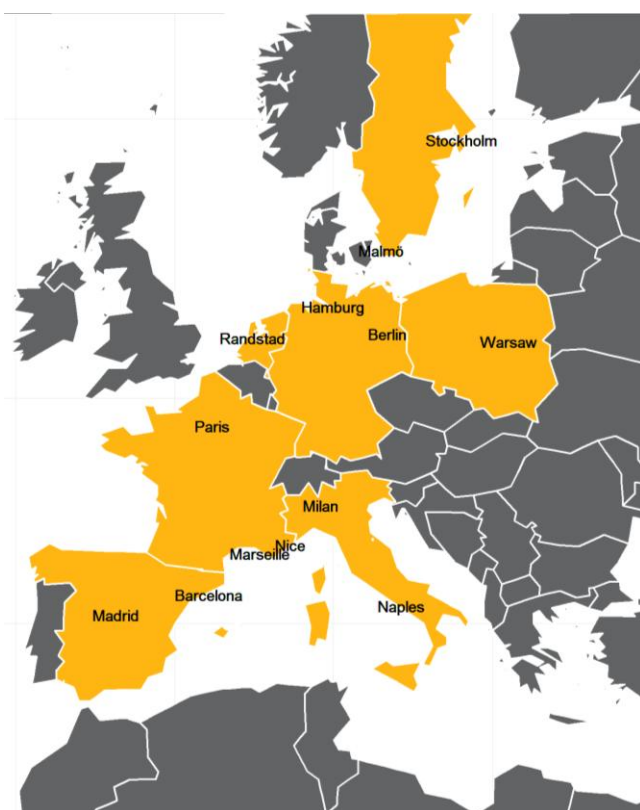 Stockholm
Malmö
Hamburg
Berlin
Randstad
Warsaw
Paris
Milan
Nice
Marseille
Barcelona
Naples
Madrid